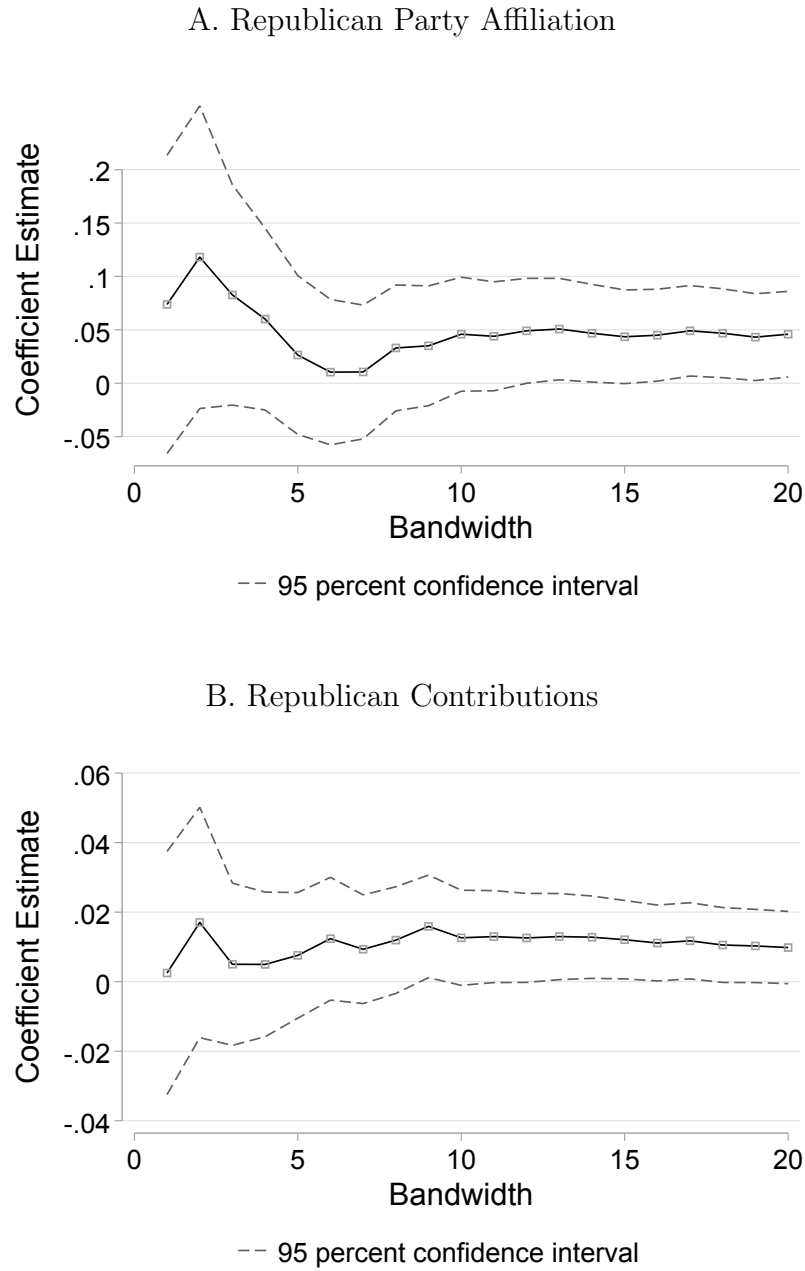 A. Republican Party Affiliation
Coefficient Estimate
.2
.15
.1
.05
0
-.05
0 5 10 15 20
Bandwidth
95 percent confidence interval
B. Republican Contributions
Coefficient Estimate
.06
.04
.02
0
-.02
-.04
0 5 10 15 20
Bandwidth
95 percent confidence interval